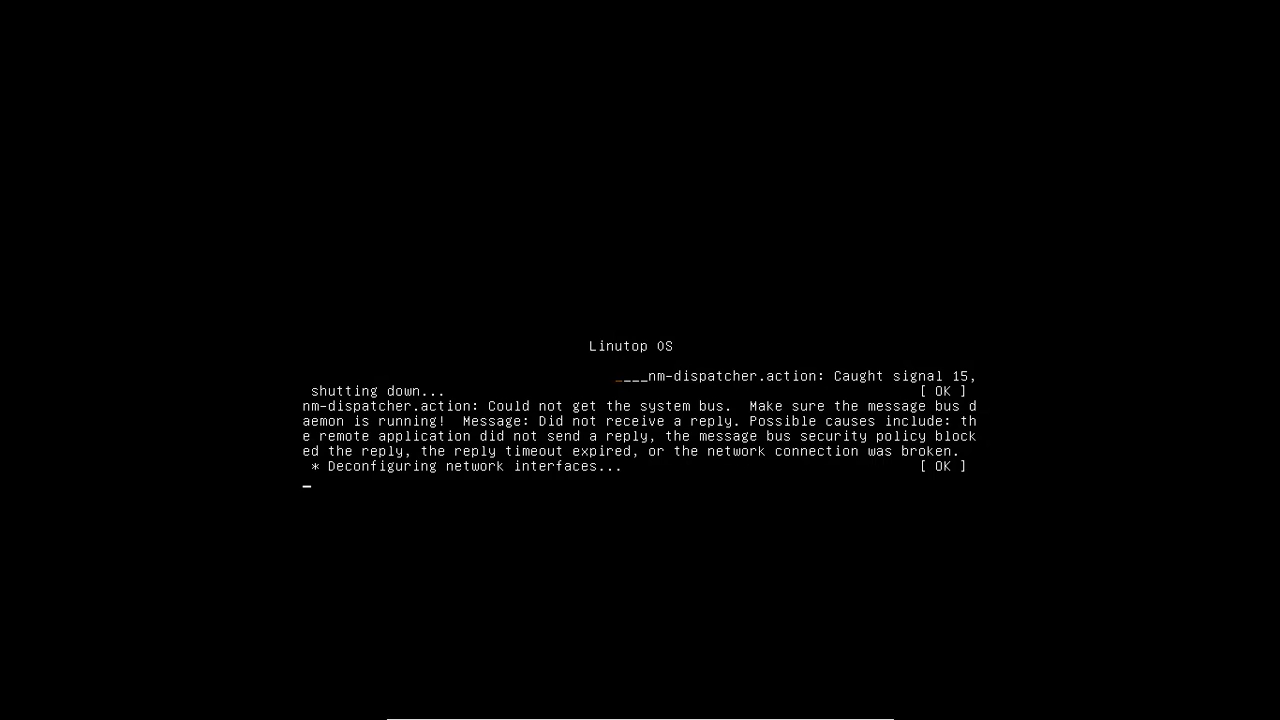 Linutop OS
____nm-dispatcher.action: Caught signal 15,
 shutting down...                                                        [ OK ]
nm-dispatcher.action: Could not get the system bus.  Make sure the message bus d
aemon is running!  Message: Did not receive a reply. Possible causes include: th
e remote application did not send a reply, the message bus security policy block
ed the reply, the reply timeout expired, or the network connection was broken.
 * Deconfiguring network interfaces...                                   [ OK ]
_